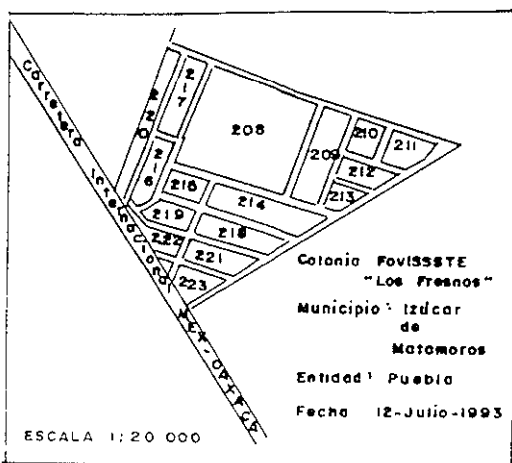 Carretera Internacional MEX-OAXACA
220
217
208
210
211
209
216
212
215
213
214
219
218
222
221
223
Colonia FOVISSSTE
"Los Fresnos"
Municipio: Izúcar
de
Matamoros
Entidad: Puebla
Fecha 12-Julio-1993
ESCALA 1:20 000